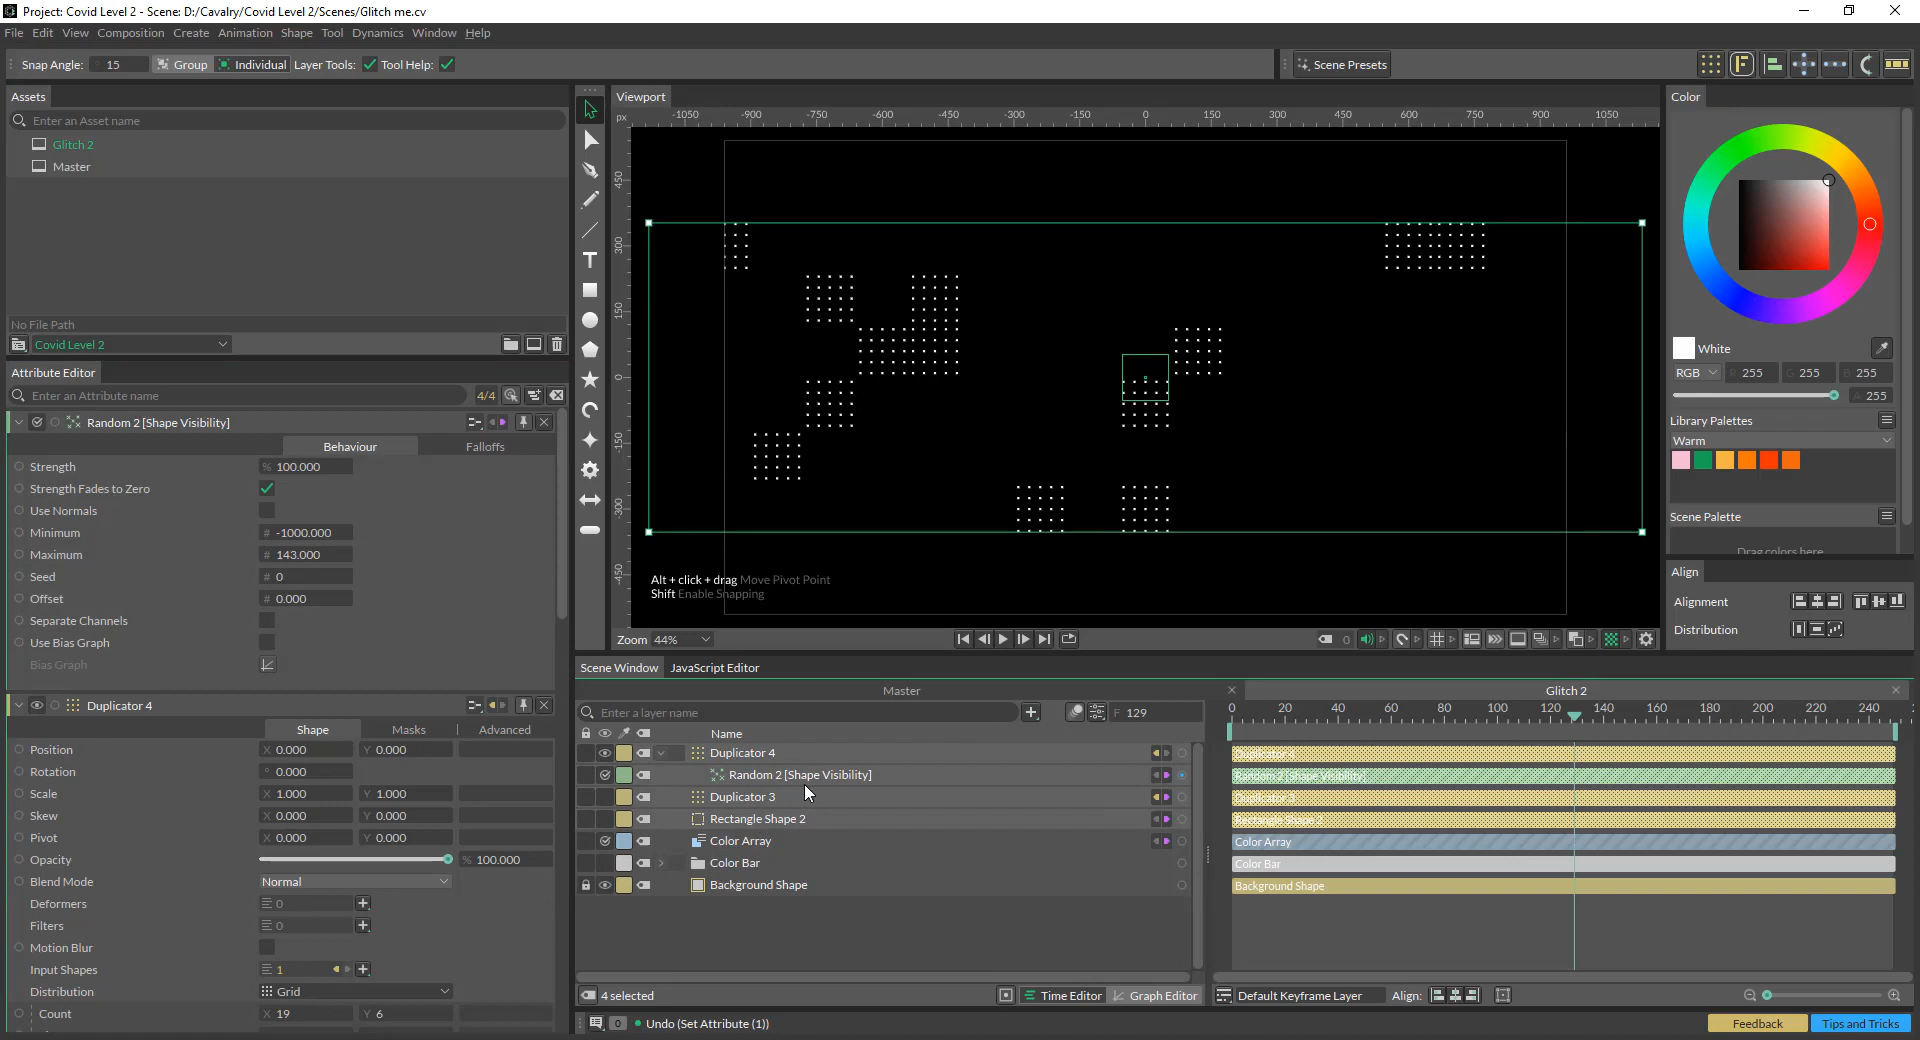 Project: Covid Level 2 - Scene: D:/Cavalry/Covid Level 2/Scenes/Glitch me.cv
File Edit View Composition Create Animation Shape Tool Dynamics Window Help
Snap Angle: 15 Group Individual Layer Tools: Tool Help: Scene Presets
Assets
Enter an Asset name
Glitch 2
Master
No File Path
Covid Level 2
Attribute Editor
Enter an Attribute name 4/4
Random 2 [Shape Visibility]
Behaviour Falloffs
Strength % 100.000
Strength Fades to Zero
Use Normals
Minimum # -1000.000
Maximum # 143.000
Seed # 0
Offset # 0.000
Separate Channels
Use Bias Graph
Bias Graph
Duplicator 4
Shape Masks Advanced
Position X 0.000 Y 0.000
Rotation ° 0.000
Scale X 1.000 Y 1.000
Skew X 0.000 Y 0.000
Pivot X 0.000 Y 0.000
Opacity % 100.000
Blend Mode Normal
Deformers 0
Filters 0
Motion Blur
Input Shapes 1
Distribution Grid
Count X 19 Y 6
Viewport
px -1050 -900 -750 -600 -450 -300 -150 0 150 300 450 600 750 900 1050
450
300
150
0
-150
-300
-450
Alt + click + drag Move Pivot Point
Shift Enable Snapping
Zoom 44% 0
Color
White
RGB R 255 G 255 B 255
A 255
Library Palettes
Warm
Scene Palette
Drag colors here
Align
Alignment
Distribution
Scene Window JavaScript Editor
Master Glitch 2
Enter a layer name F 129
0 20 40 60 80 100 120 140 160 180 200 220 240
Name
Duplicator 4
Random 2 [Shape Visibility]
Duplicator 3
Rectangle Shape 2
Color Array
Color Bar
Background Shape
Duplicator 4
Random 2 [Shape Visibility]
Duplicator 3
Rectangle Shape 2
Color Array
Color Bar
Background Shape
4 selected Time Editor Graph Editor Default Keyframe Layer Align:
0 Undo (Set Attribute (1)) Feedback Tips and Tricks